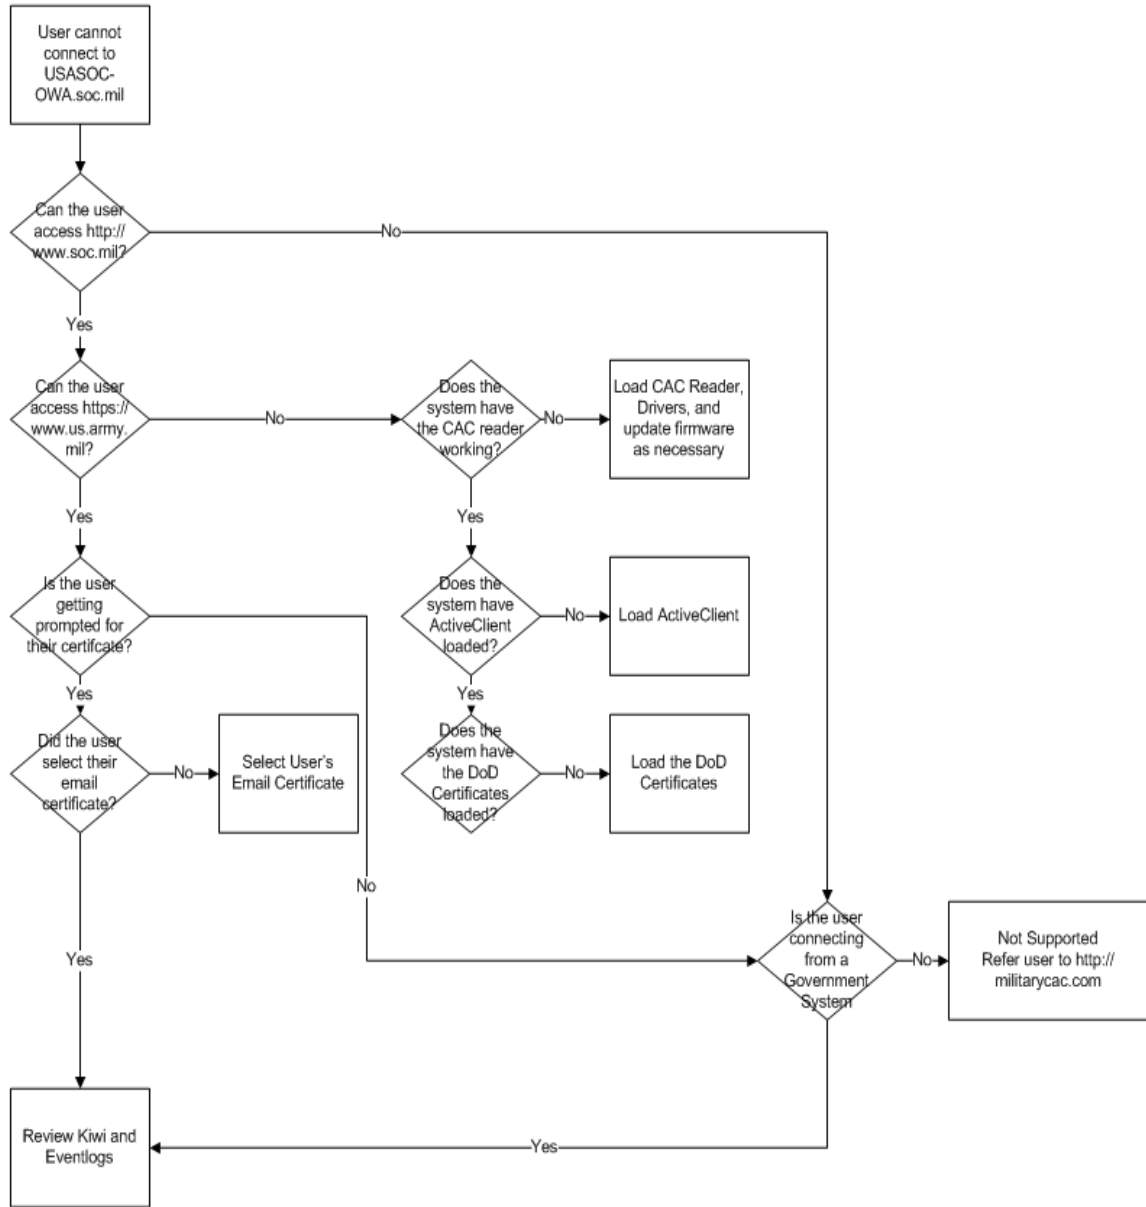 User cannot
connect to
USASOC-
OWA.soc.mil
Can the user
access http://
www.soc.mil?
No
Yes
Can the user
access https://
www.us.army.
mil?
No
Does the
system have
the CAC reader
working?
No
Load CAC Reader,
Drivers, and
update firmware
as necessary
Yes
Yes
Is the user
getting
prompted for
their certifcate?
Does the
system have
ActiveClient
loaded?
No
Load ActiveClient
Yes
Yes
Did the user
select their
email
certificate?
No
Select User's
Email Certificate
Does the
system have
the DoD
Certificates
loaded?
No
Load the DoD
Certificates
No
Is the user
connecting
from a
Government
System
No
Not Supported
Refer user to http://
militarycac.com
Yes
Review Kiwi and
Eventlogs
Yes